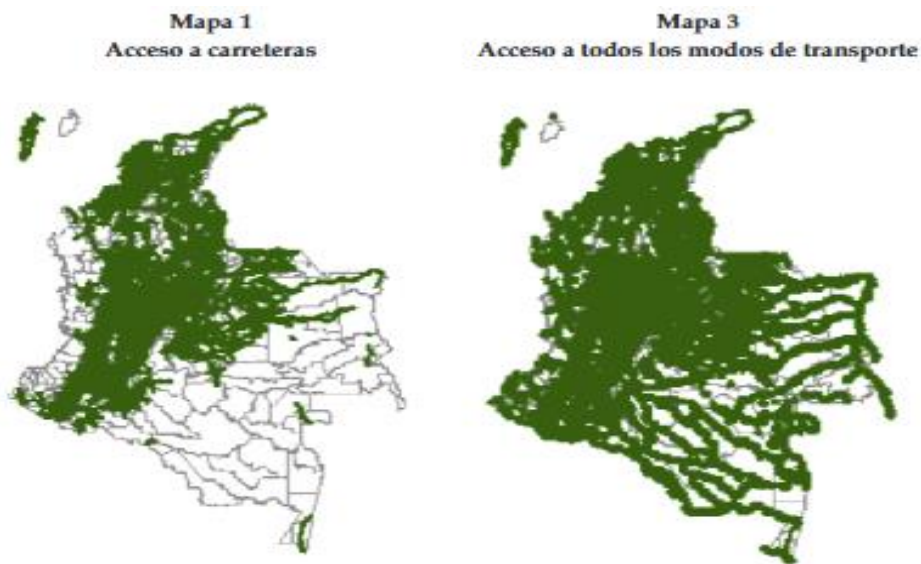 Mapa 1
Acceso a carreteras
Mapa 3
Acceso a todos los modos de transporte